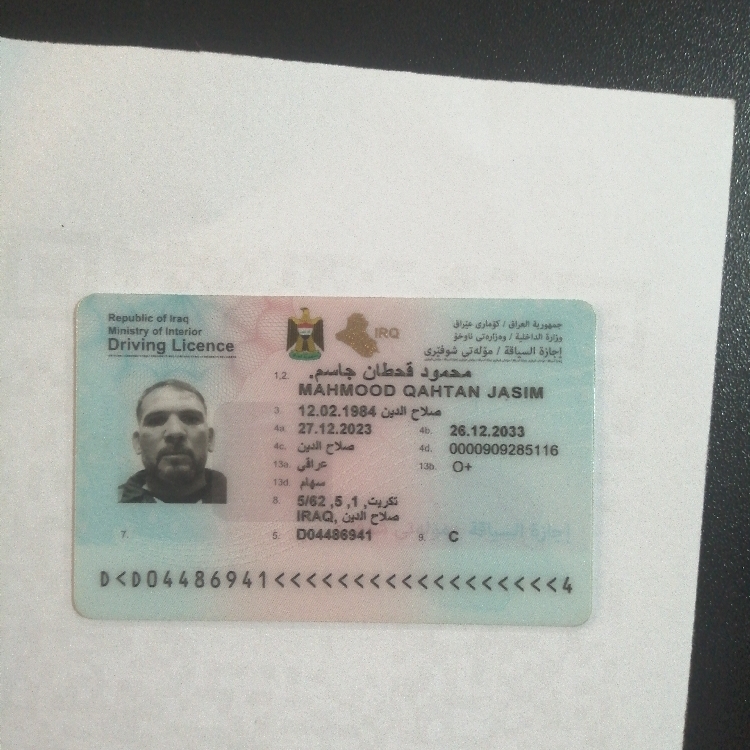 Republic of Iraq
Ministry of Interior
Driving Licence
IRQ
جمهورية العراق / كۆماری عێراق
وزارة الداخلية / وەزارەتی ناوخۆ
إجازة السياقة / مۆڵەتی شوفێری
1,2. محمود قحطان جاسم.
MAHMOOD QAHTAN JASIM
3. 12.02.1984 صلاح الدين
4a. 27.12.2023 4b. 26.12.2033
4c. صلاح الدين 4d. 0000909285116
13a. عراقي 13b. O+
13d. سهام
8. تكريت, 1, 5, 5/62
صلاح الدين, IRAQ
7. 5. D04486941 9. C
D<D04486941<<<<<<<<<<<<<<<<<<<4